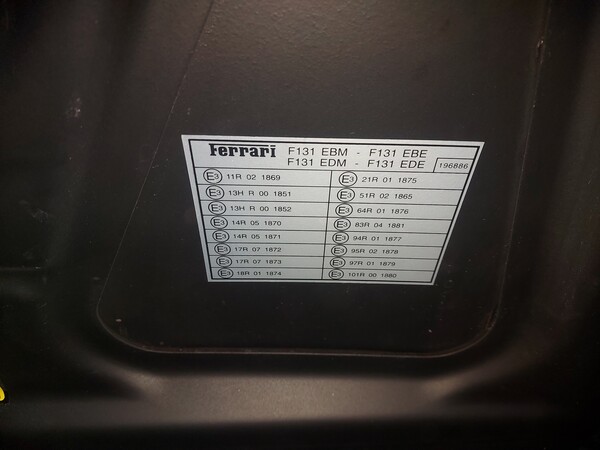 Ferrari F131 EBM - F131 EBE
F131 EDM - F131 EDE 196886
E3 11R 02 1869
E3 13H R 00 1851
E3 13H R 00 1852
E3 14R 05 1870
E3 14R 05 1871
E3 17R 07 1872
E3 17R 07 1873
E3 18R 01 1874
E3 21R 01 1875
E3 51R 02 1865
E3 64R 01 1876
E3 83R 04 1881
E3 94R 01 1877
E3 95R 02 1878
E3 97R 01 1879
E3 101R 00 1880